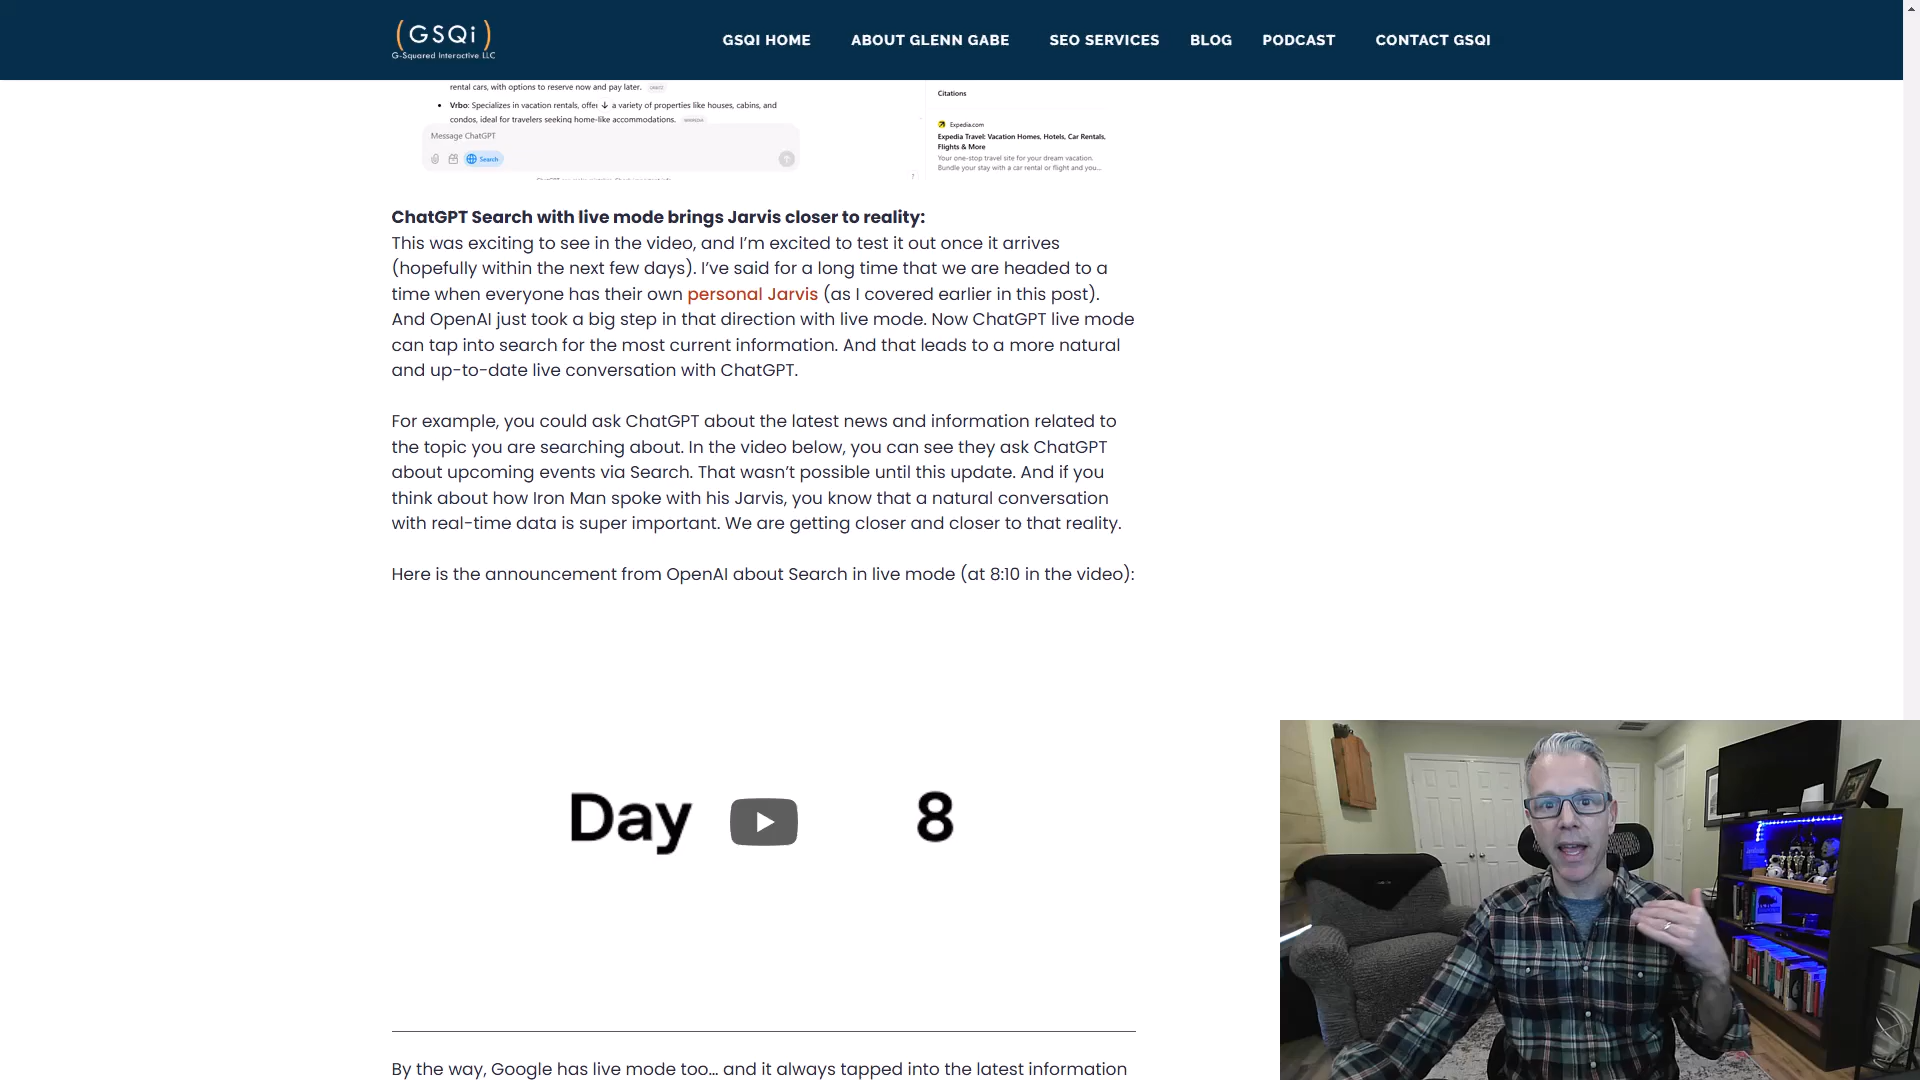 (GSQi)
G-Squared Interactive LLC
GSQI HOME
ABOUT GLENN GABE
SEO SERVICES
BLOG
PODCAST
CONTACT GSQI
rental cars, with options to reserve now and pay later.
Vrbo: Specializes in vacation rentals, offer a variety of properties like houses, cabins, and
condos, ideal for travelers seeking home-like accommodations.
Message ChatGPT
Search
Citations
Expedia.com
Expedia Travel: Vacation Homes, Hotels, Car Rentals,
Flights & More
Your one-stop travel site for your dream vacation.
Bundle your stay with a car rental or flight and you...
ChatGPT Search with live mode brings Jarvis closer to reality:
This was exciting to see in the video, and I'm excited to test it out once it arrives
(hopefully within the next few days). I've said for a long time that we are headed to a
time when everyone has their own personal Jarvis (as I covered earlier in this post).
And OpenAI just took a big step in that direction with live mode. Now ChatGPT live mode
can tap into search for the most current information. And that leads to a more natural
and up-to-date live conversation with ChatGPT.
For example, you could ask ChatGPT about the latest news and information related to
the topic you are searching about. In the video below, you can see they ask ChatGPT
about upcoming events via Search. That wasn't possible until this update. And if you
think about how Iron Man spoke with his Jarvis, you know that a natural conversation
with real-time data is super important. We are getting closer and closer to that reality.
Here is the announcement from OpenAI about Search in live mode (at 8:10 in the video):
Day 8
By the way, Google has live mode too... and it always tapped into the latest information